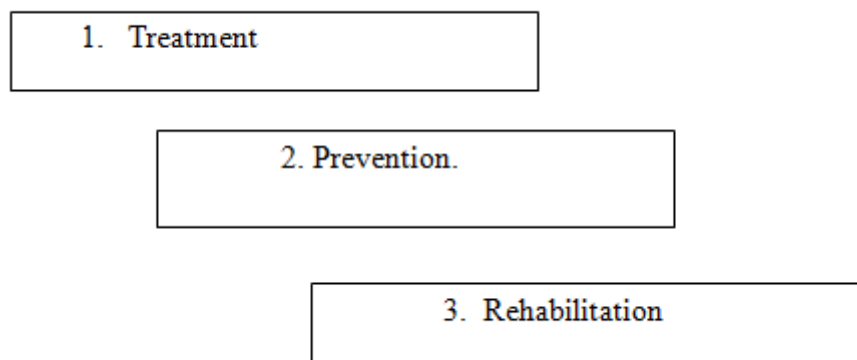 1. Treatment
2. Prevention.
3. Rehabilitation